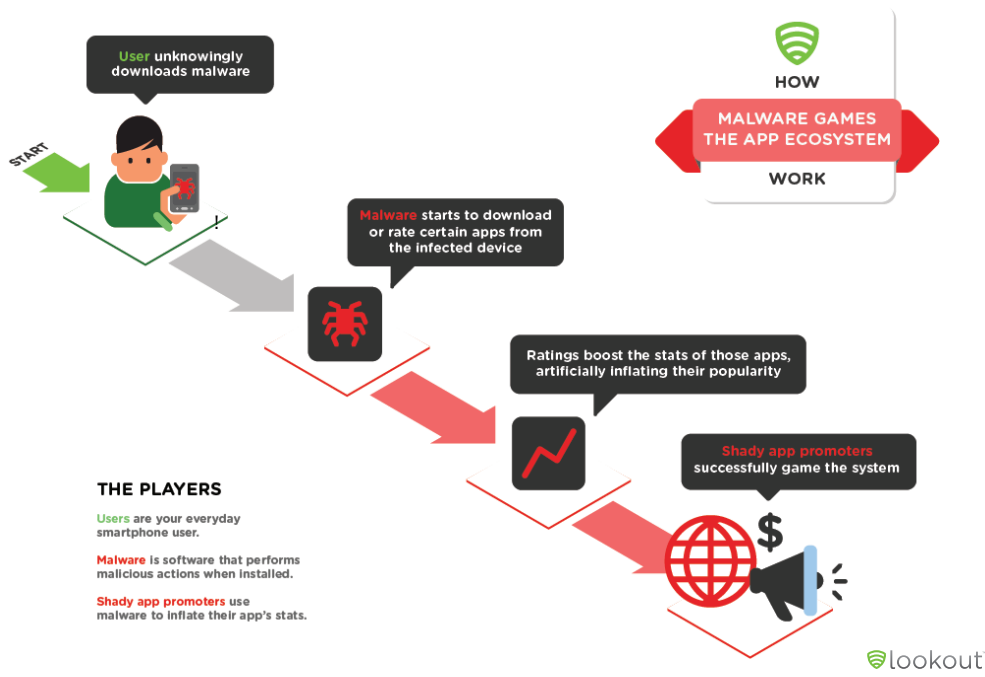 HOW
MALWARE GAMES
THE APP ECOSYSTEM
WORK
START
User unknowingly
downloads malware
!
Malware starts to download
or rate certain apps from
the infected device
Ratings boost the stats of those apps,
artificially inflating their popularity
Shady app promoters
successfully game the system
$
THE PLAYERS
Users are your everyday
smartphone user.
Malware is software that performs
malicious actions when installed.
Shady app promoters use
malware to inflate their app's stats.
lookout